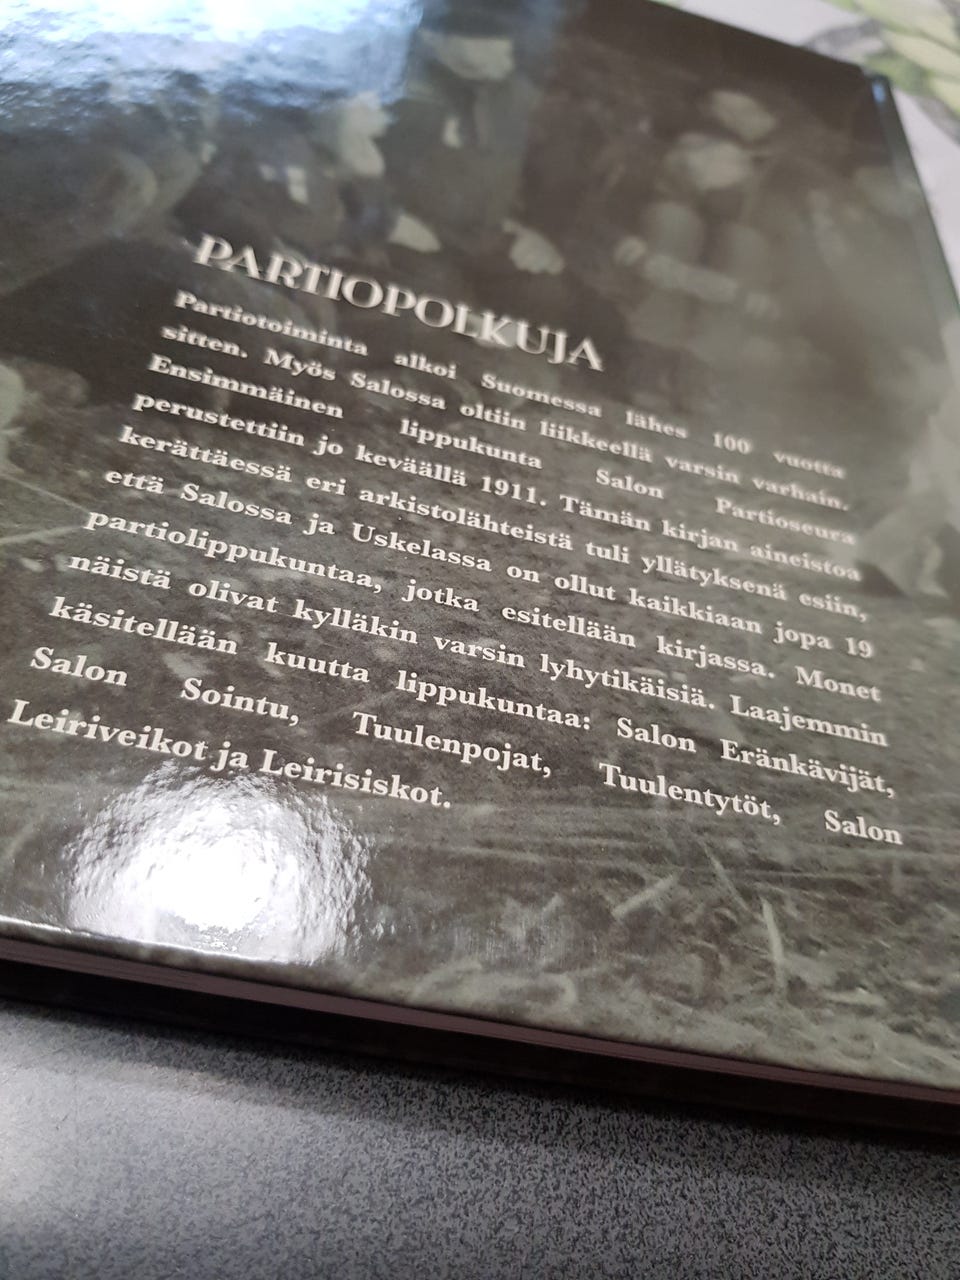 PARTIOPOLKUJA
Partiotoiminta alkoi Suomessa lähes 100 vuotta
sitten. Myös Salossa oltiin liikkeellä varsin varhain.
Ensimmäinen lippukunta Salon Partioseura
perustettiin jo keväällä 1911. Tämän kirjan aineistoa
kerättäessä eri arkistolähteistä tuli yllätyksenä esiin,
että Salossa ja Uskelassa on ollut kaikkiaan jopa 19
partiolippukuntaa, jotka esitellään kirjassa. Monet
näistä olivat kylläkin varsin lyhytikäisiä. Laajemmin
käsitellään kuutta lippukuntaa: Salon Eränkävijät,
Salon Sointu, Tuulenpojat, Tuulentytöt, Salon
Leiriveikot ja Leirisiskot.